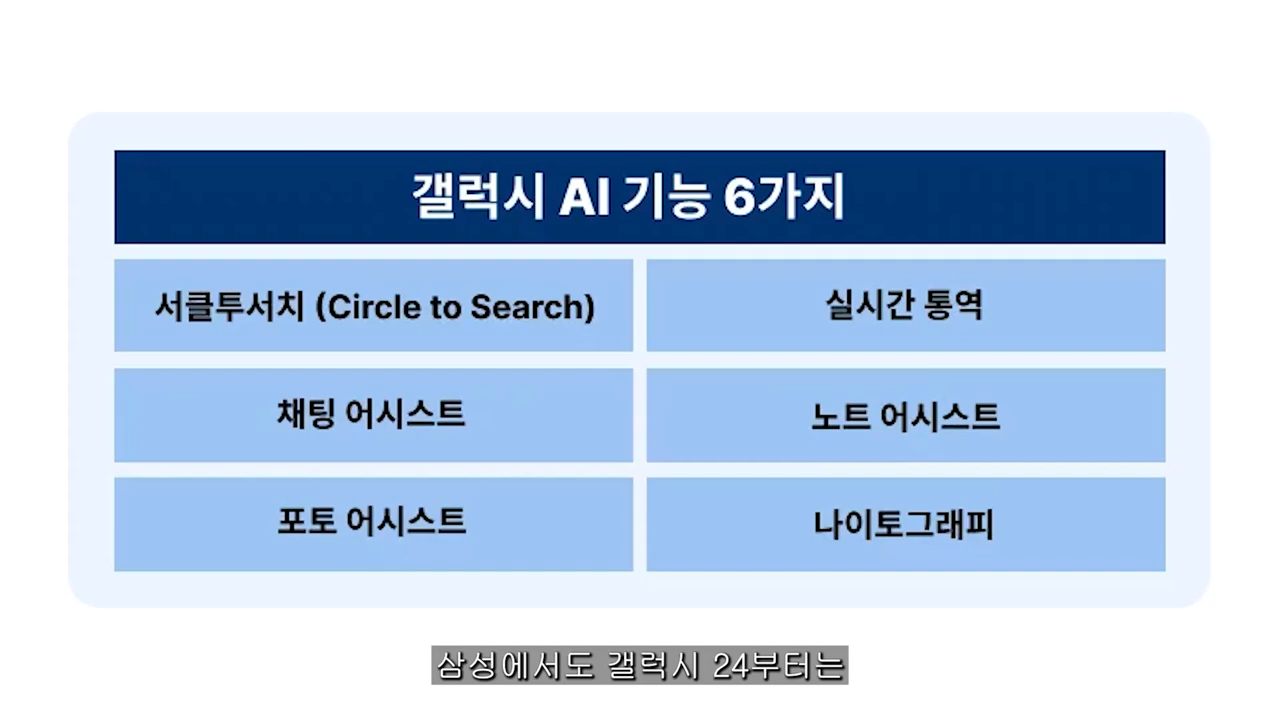 갤럭시 AI 기능 6가지
서클투서치 (Circle to Search)
실시간 통역
채팅 어시스트
노트 어시스트
포토 어시스트
나이토그래피
삼성에서도 갤럭시 24부터는